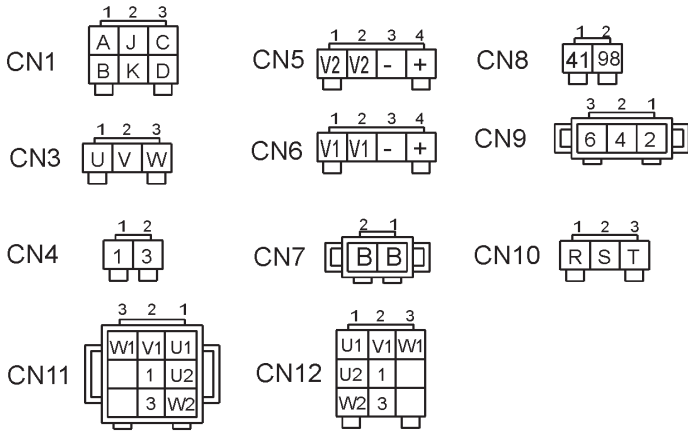 1 2 3
CN1
A J C
B K D
CN5
1 2 3 4
V2 V2 - +
CN8
1 2
41 98
CN3
1 2 3
U V W
CN6
1 2 3 4
V1 V1 - +
CN9
3 2 1
6 4 2
CN4
1 2
1 3
CN7
2 1
B B
CN10
1 2 3
R S T
CN11
3 2 1
W1 V1 U1
1 U2
3 W2
CN12
1 2 3
U1 V1 W1
U2 1
W2 3